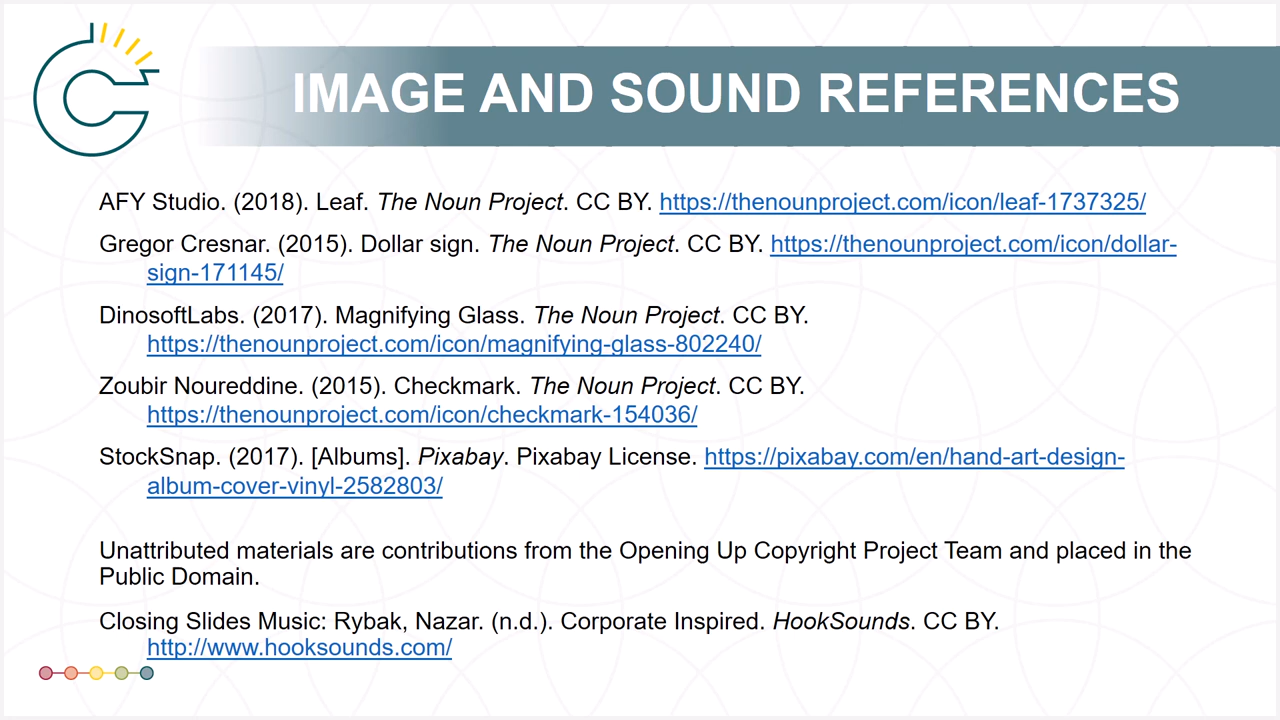 IMAGE AND SOUND REFERENCES
AFY Studio. (2018). Leaf. The Noun Project. CC BY. https://thenounproject.com/icon/leaf-1737325/
Gregor Cresnar. (2015). Dollar sign. The Noun Project. CC BY. https://thenounproject.com/icon/dollar-
sign-171145/
DinosoftLabs. (2017). Magnifying Glass. The Noun Project. CC BY.
https://thenounproject.com/icon/magnifying-glass-802240/
Zoubir Noureddine. (2015). Checkmark. The Noun Project. CC BY.
https://thenounproject.com/icon/checkmark-154036/
StockSnap. (2017). [Albums]. Pixabay. Pixabay License. https://pixabay.com/en/hand-art-design-
album-cover-vinyl-2582803/
Unattributed materials are contributions from the Opening Up Copyright Project Team and placed in the
Public Domain.
Closing Slides Music: Rybak, Nazar. (n.d.). Corporate Inspired. HookSounds. CC BY.
http://www.hooksounds.com/